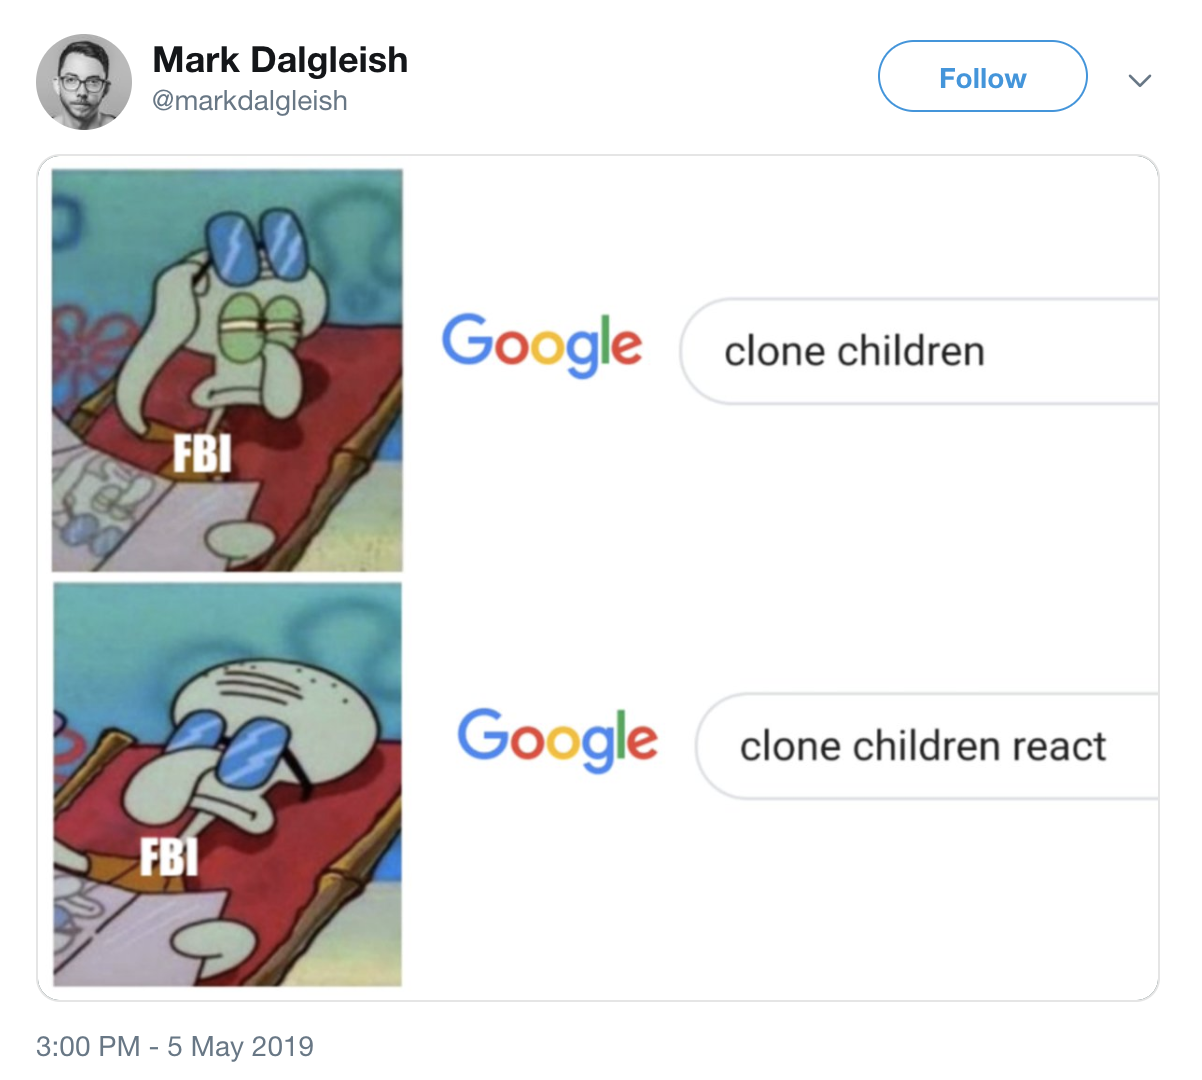 Mark Dalgleish
@markdalgleish
Follow
FBI
Google
clone children
FBI
Google
clone children react
3:00 PM - 5 May 2019